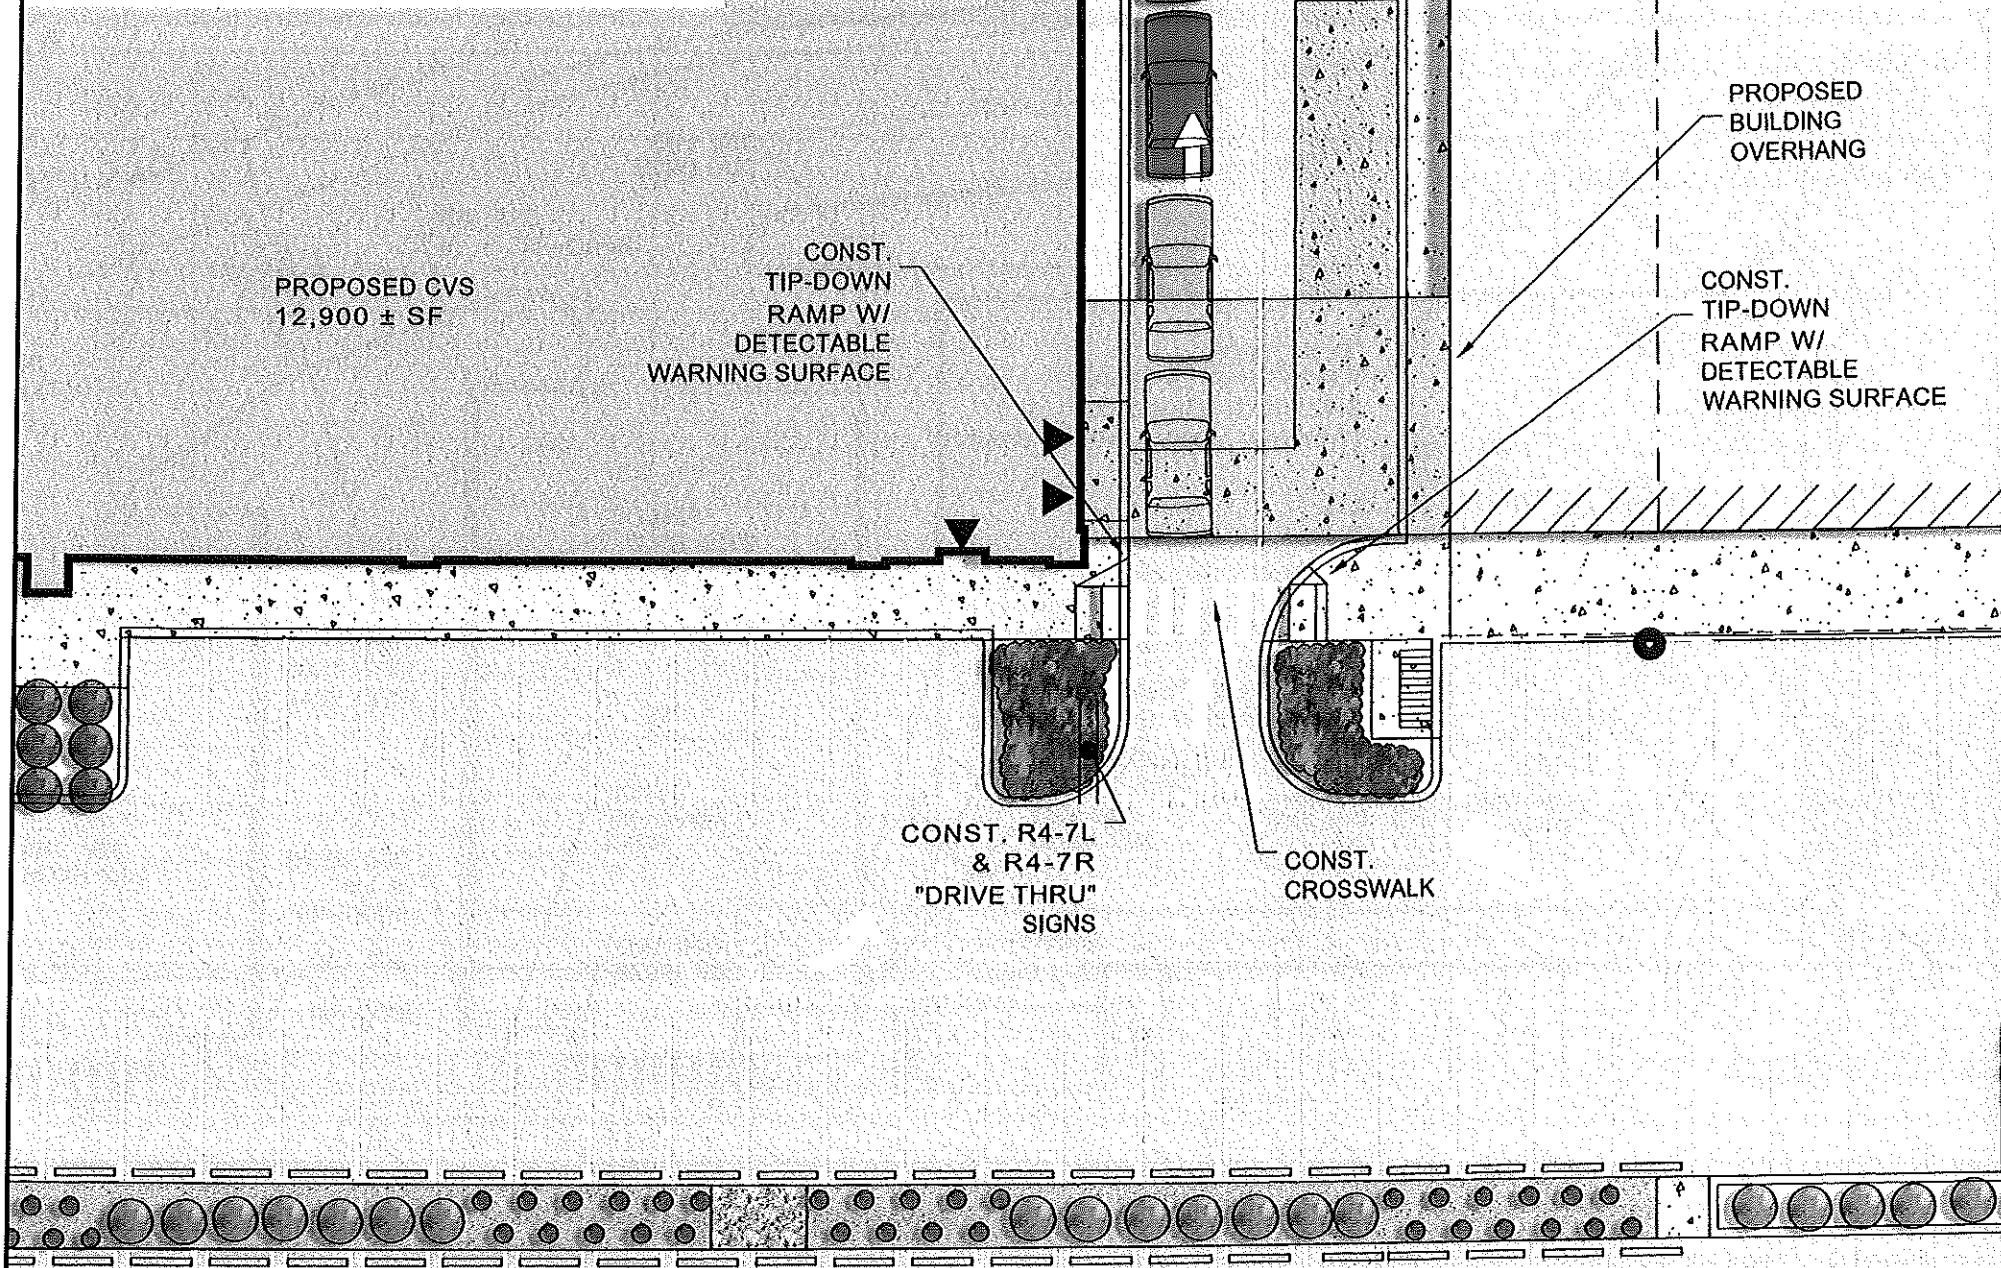 PROPOSED
BUILDING
OVERHANG
CONST.
TIP-DOWN
RAMP W/
DETECTABLE
WARNING SURFACE
PROPOSED CVS
12,900 ± SF
CONST.
TIP-DOWN
RAMP W/
DETECTABLE
WARNING SURFACE
CONST. R4-7L
& R4-7R
"DRIVE THRU"
SIGNS
CONST.
CROSSWALK